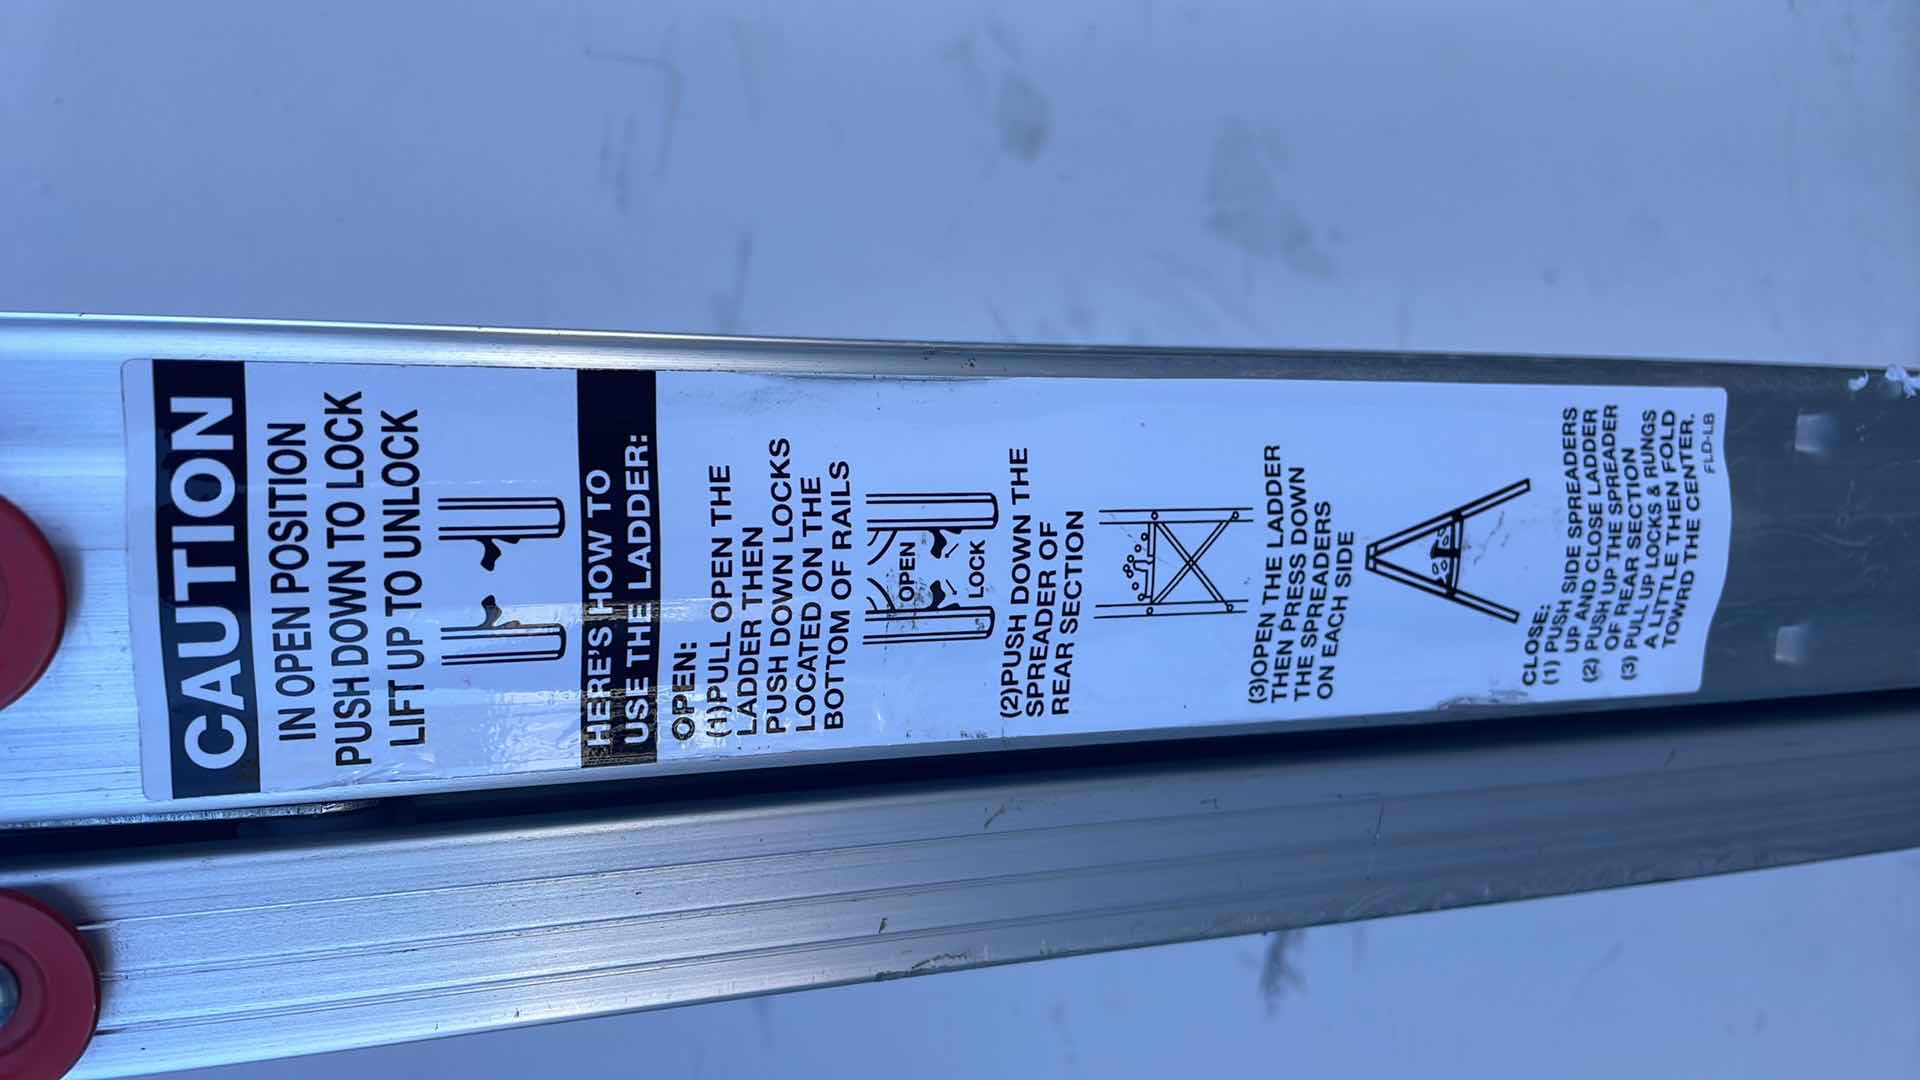 CAUTION
IN OPEN POSITION
PUSH DOWN TO LOCK
LIFT UP TO UNLOCK
HERE'S HOW TO
USE THE LADDER:
OPEN:
(1)PULL OPEN THE
LADDER THEN
PUSH DOWN LOCKS
LOCATED ON THE
BOTTOM OF RAILS
OPEN
LOCK
(2)PUSH DOWN THE
SPREADER OF
REAR SECTION
(3)OPEN THE LADDER
THEN PRESS DOWN
THE SPREADERS
ON EACH SIDE
CLOSE:
(1) PUSH SIDE SPREADERS
UP AND CLOSE LADDER
(2) PUSH UP THE SPREADER
OF REAR SECTION
(3) PULL UP LOCKS & RUNGS
A LITTLE THEN FOLD
TOWRD THE CENTER.
FLD-LB